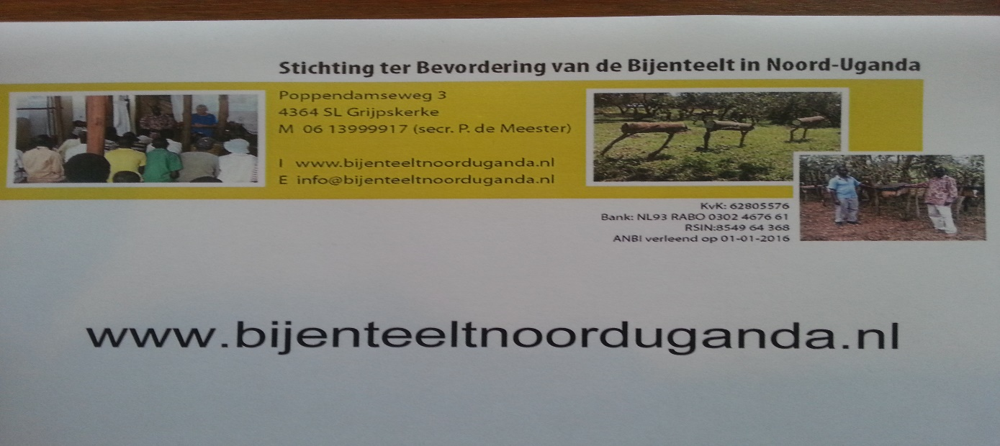 Stichting ter Bevordering van de Bijenteelt in Noord-Uganda
Poppendamseweg 3
4364 SL Grijpskerke
M 06 13999917 (secr. P. de Meester)
I www.bijenteeltnoorduganda.nl
E info@bijenteeltnoorduganda.nl
KvK: 62805576
Bank: NL93 RABO 0302 4676 61
RSIN:8549 64 368
ANBI verleend op 01-01-2016
www.bijenteeltnoorduganda.nl